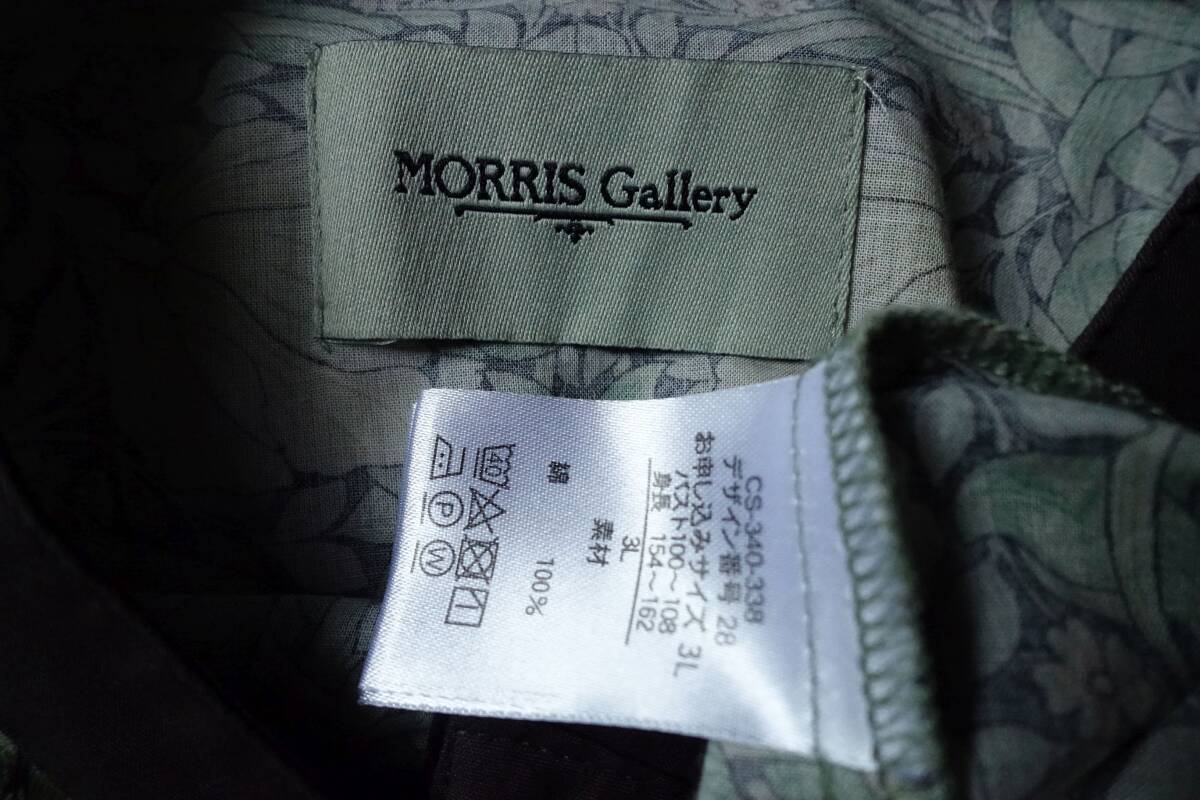 MORRIS Gallery
CS-340-338
デザイン番号 28
お申し込みサイズ 3L
バスト100～108
身長 154～162
3L
素材
綿 100%
40
P
W